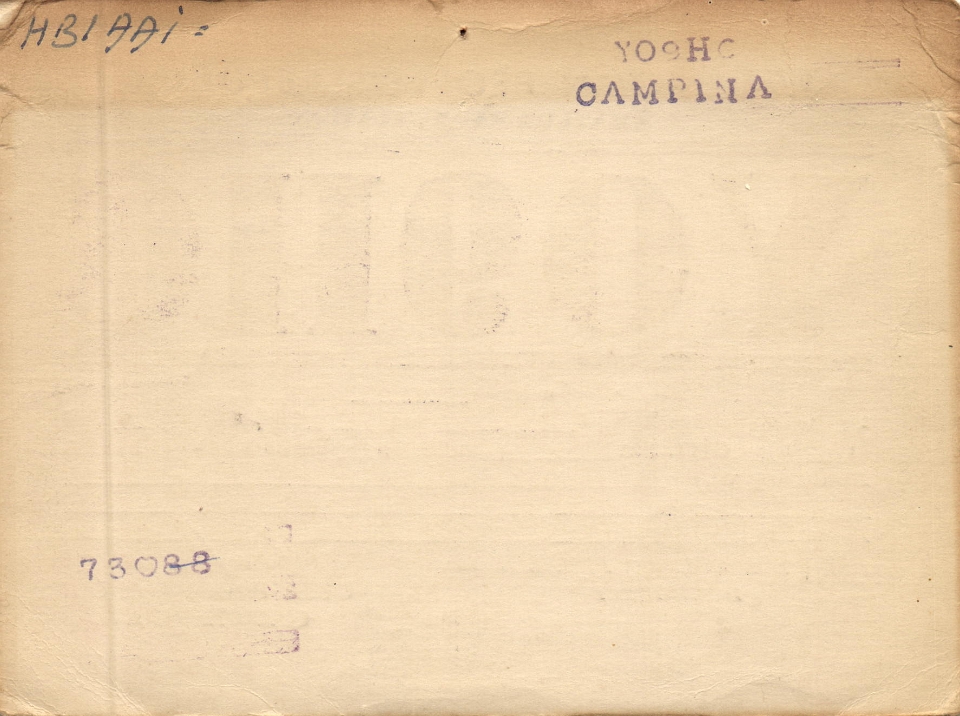 HB1AAi =
YO9HC
CAMPINA
73088